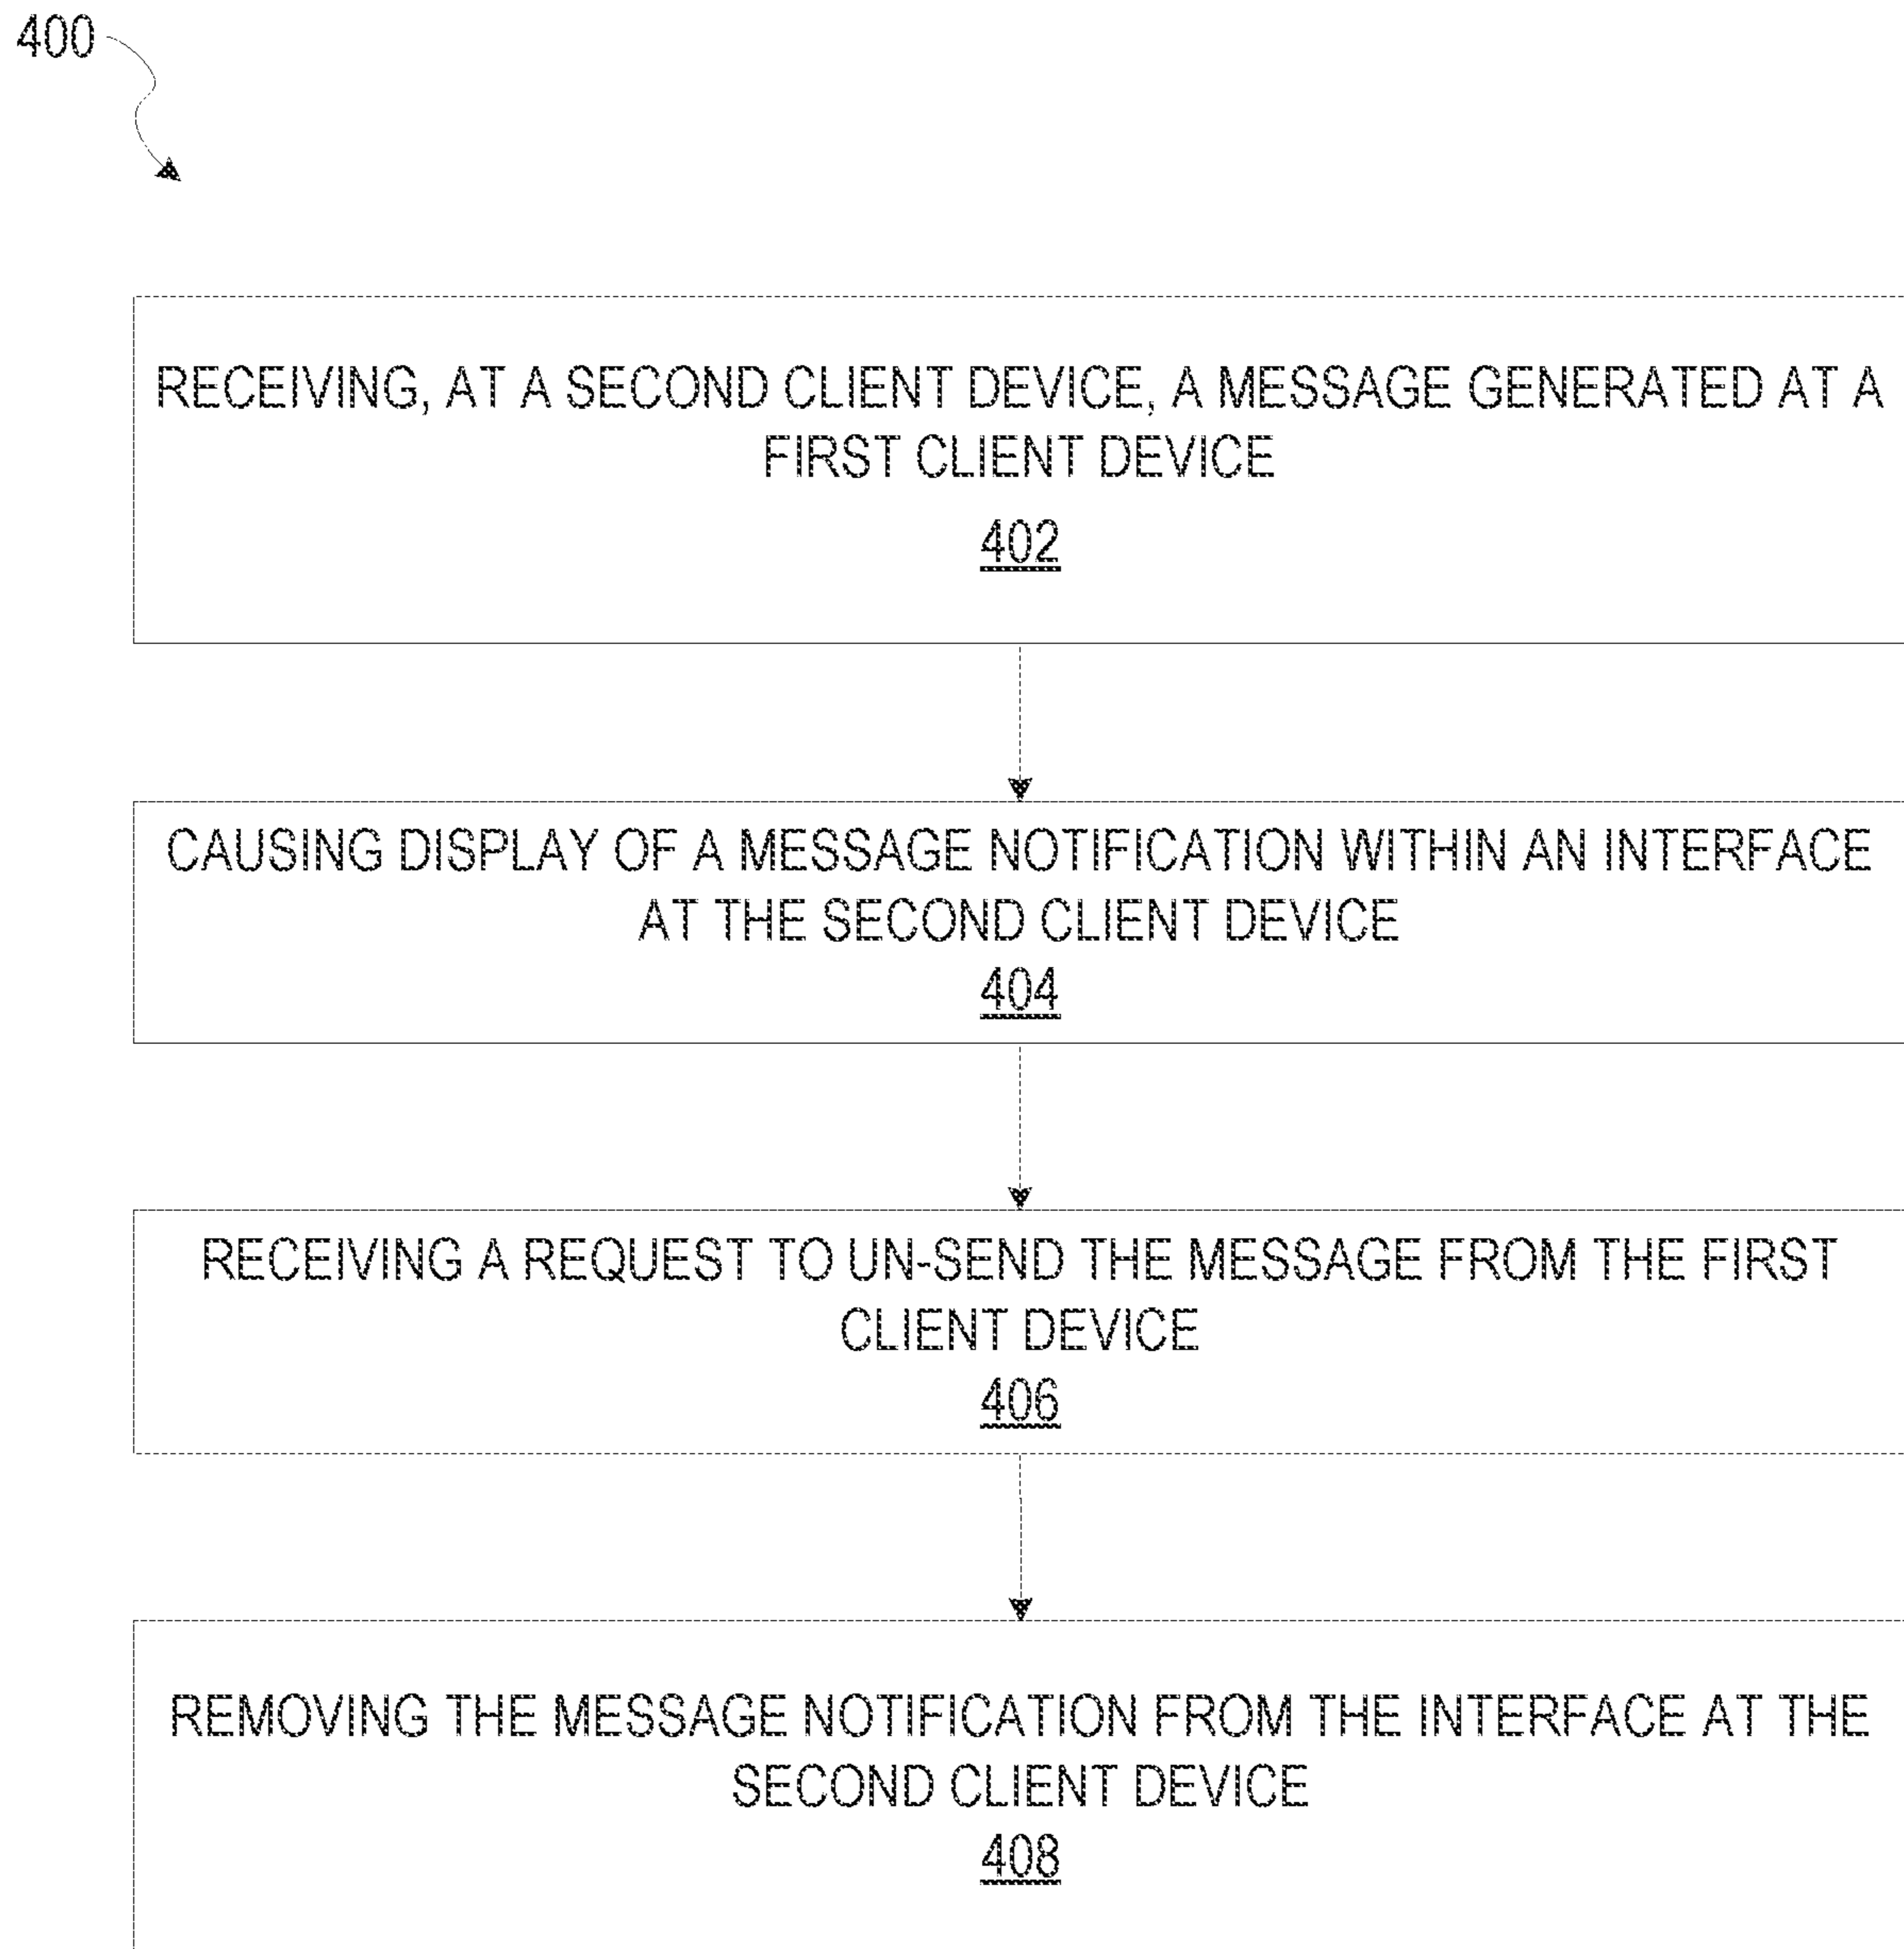 400
RECEIVING, AT A SECOND CLIENT DEVICE, A MESSAGE GENERATED AT A
FIRST CLIENT DEVICE
402
CAUSING DISPLAY OF A MESSAGE NOTIFICATION WITHIN AN INTERFACE
AT THE SECOND CLIENT DEVICE
404
RECEIVING A REQUEST TO UN-SEND THE MESSAGE FROM THE FIRST
CLIENT DEVICE
406
REMOVING THE MESSAGE NOTIFICATION FROM THE INTERFACE AT THE
SECOND CLIENT DEVICE
408